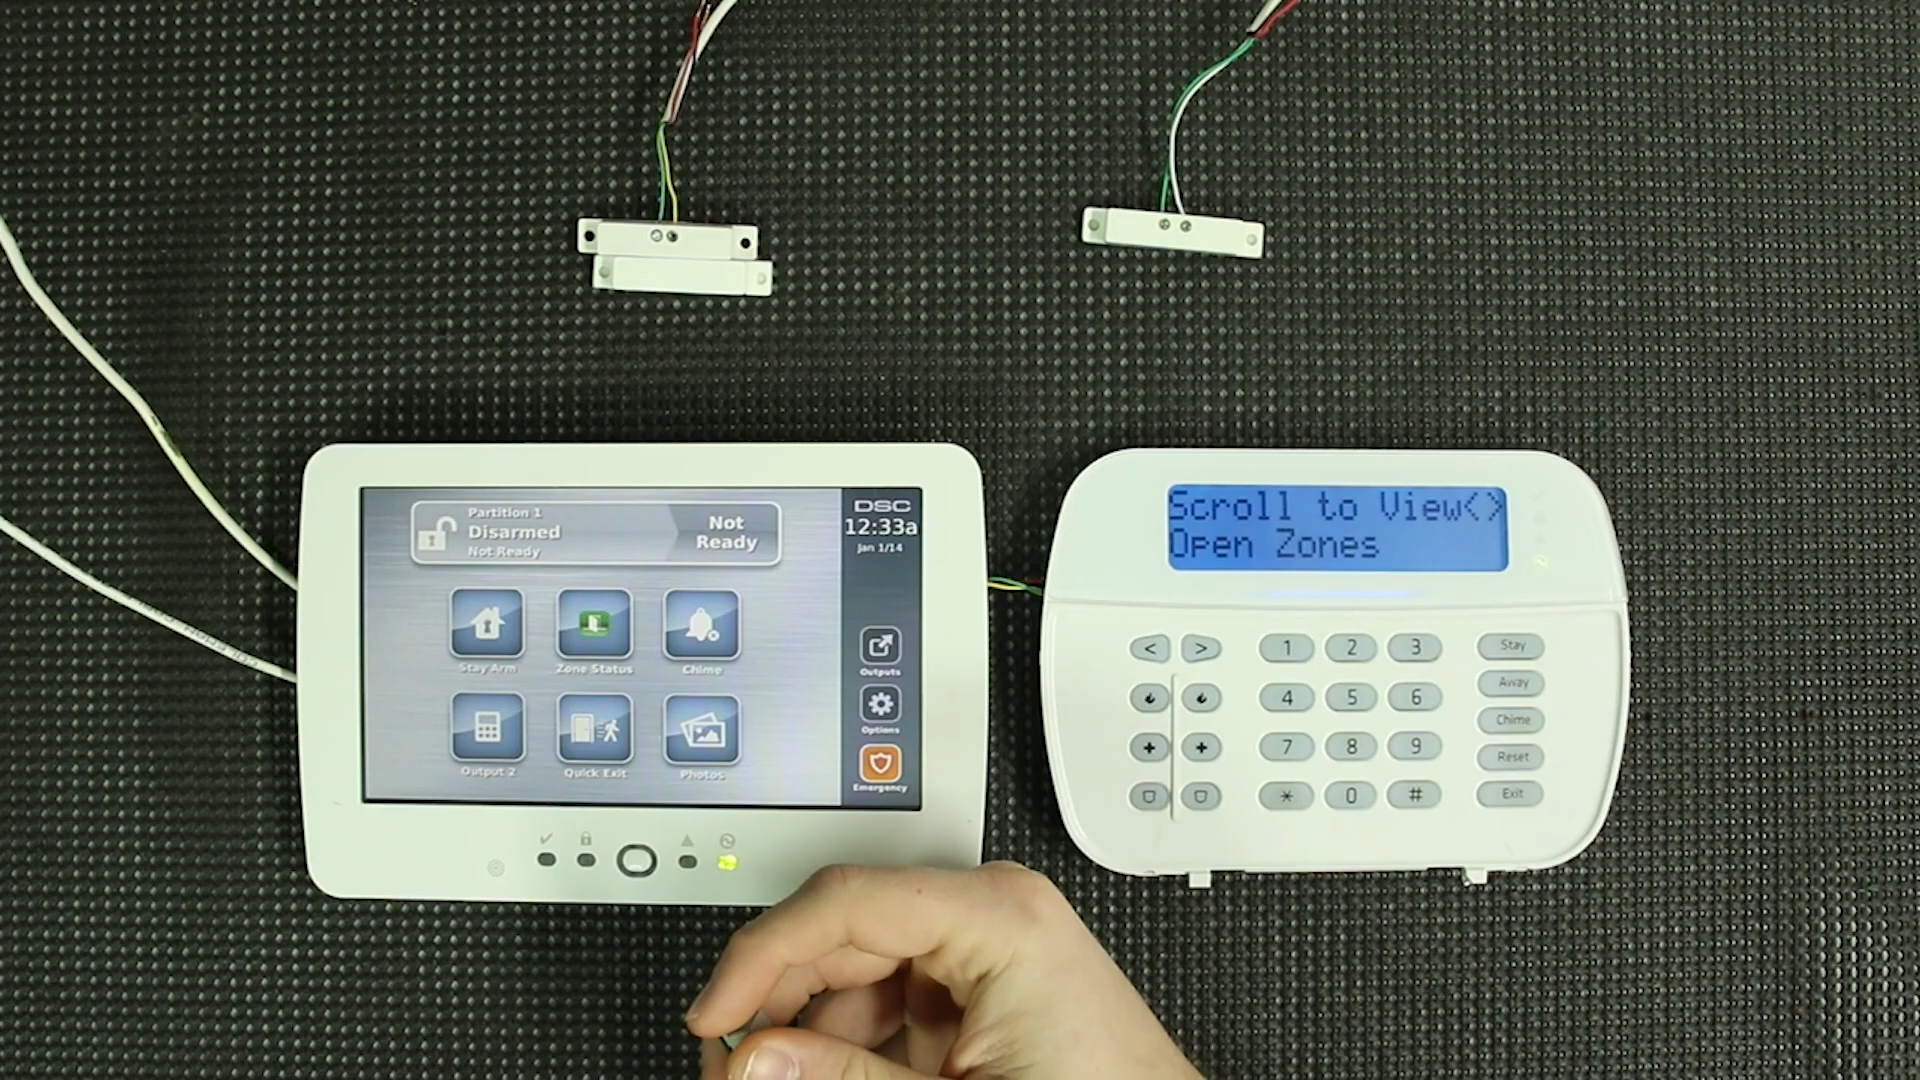 Partition 1
Disarmed
Not Ready
Not
Ready
DSC
12:33a
Jan 1/14
Stay Arm
Zone Status
Chime
Output 2
Quick Exit
Photos
Outputs
Options
Emergency
Scroll to View<>
Open Zones
< > 1 2 3 Stay
4 5 6 Away
Chime
+ + 7 8 9
Reset
* 0 # Exit